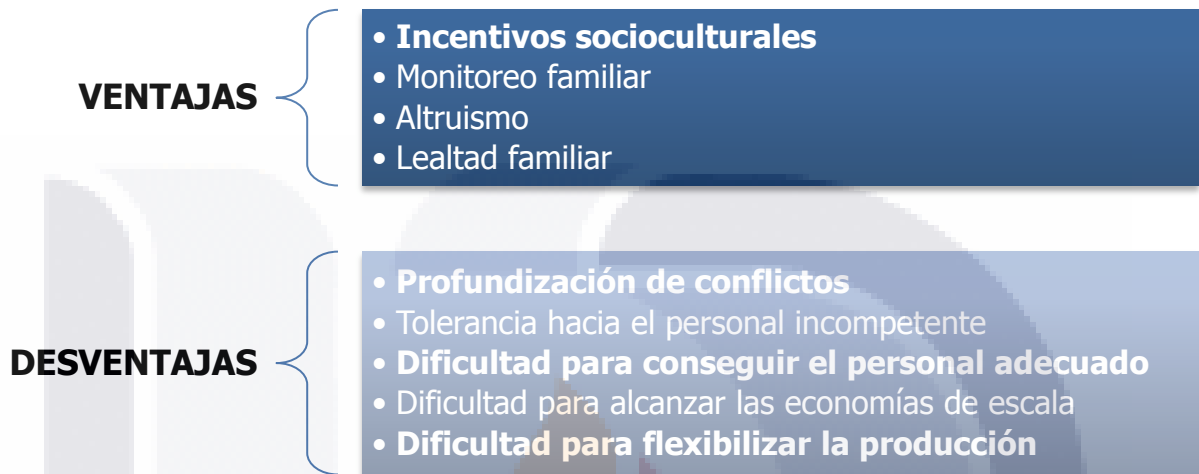 VENTAJAS
• Incentivos socioculturales
• Monitoreo familiar
• Altruismo
• Lealtad familiar
DESVENTAJAS
• Profundización de conflictos
• Tolerancia hacia el personal incompetente
• Dificultad para conseguir el personal adecuado
• Dificultad para alcanzar las economías de escala
• Dificultad para flexibilizar la producción